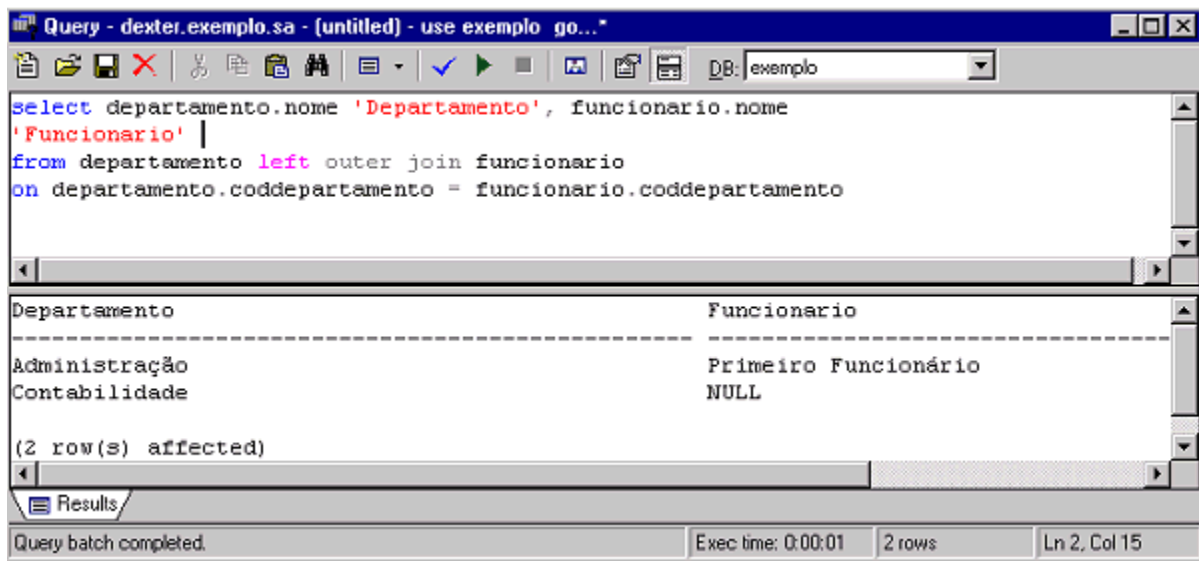 Query - dexter.exemplo.sa - (untitled) - use exemplo go...*
DB: exemplo
select departamento.nome 'Departamento', funcionario.nome
'Funcionario'
from departamento left outer join funcionario
on departamento.coddepartamento = funcionario.coddepartamento
Departamento Funcionario
---------------------------------------------------- ----------------------------------
Administração Primeiro Funcionário
Contabilidade NULL
(2 row(s) affected)
Results
Query batch completed. Exec time: 0:00:01 2 rows Ln 2, Col 15